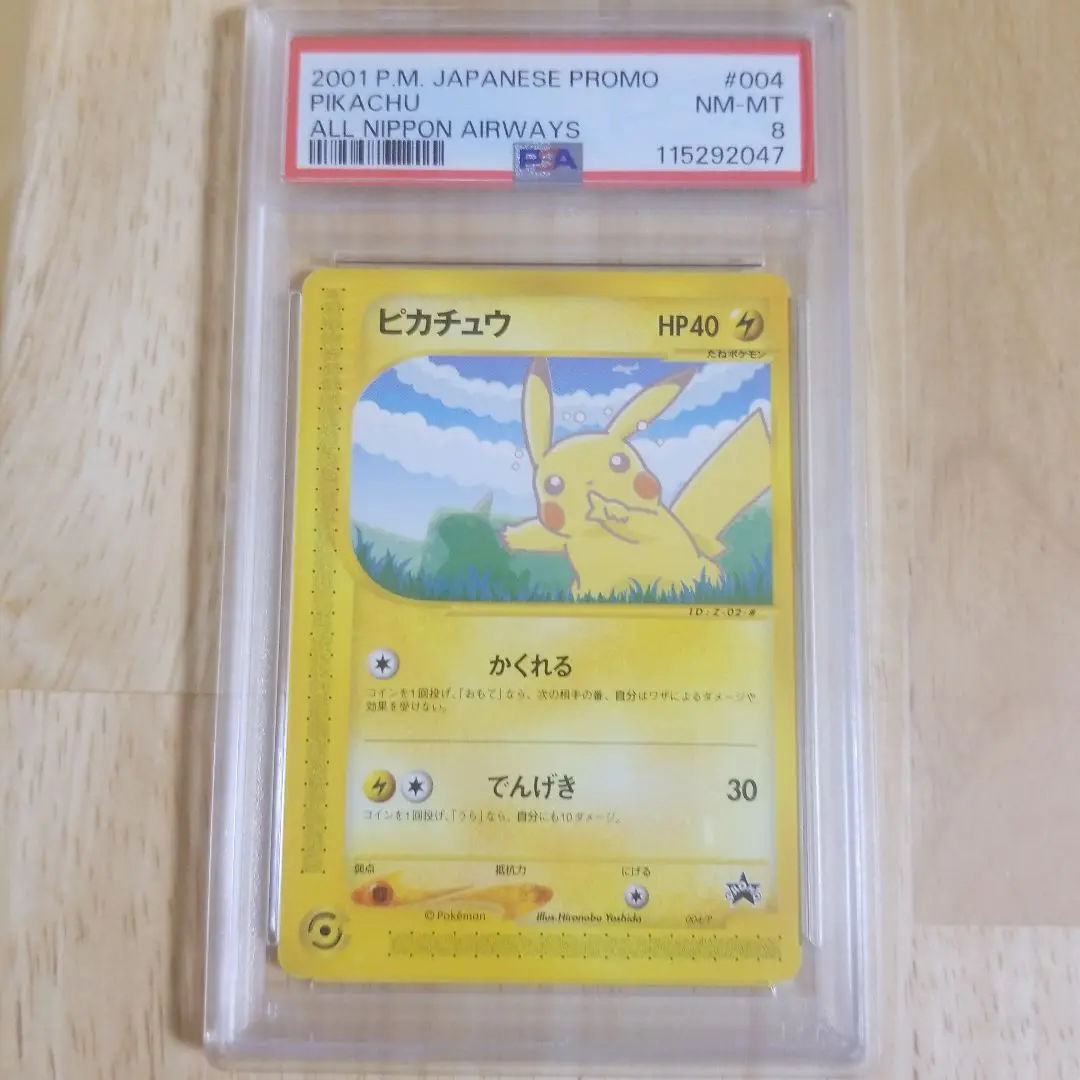 2001 P.M. JAPANESE PROMO #004
PIKACHU NM-MT
ALL NIPPON AIRWAYS 8
PSA 115292047
ピカチュウ HP40
たねポケモン
ID:Z-02-#
かくれる
コインを1回投げ、「おもて」なら、次の相手の番、自分はワザによるダメージや
効果を受けない。
でんげき 30
コインを1回投げ、「うら」なら、自分にも10ダメージ。
弱点 抵抗力 にげる
©Pokémon Illus.Hironobu Yoshida 004/P